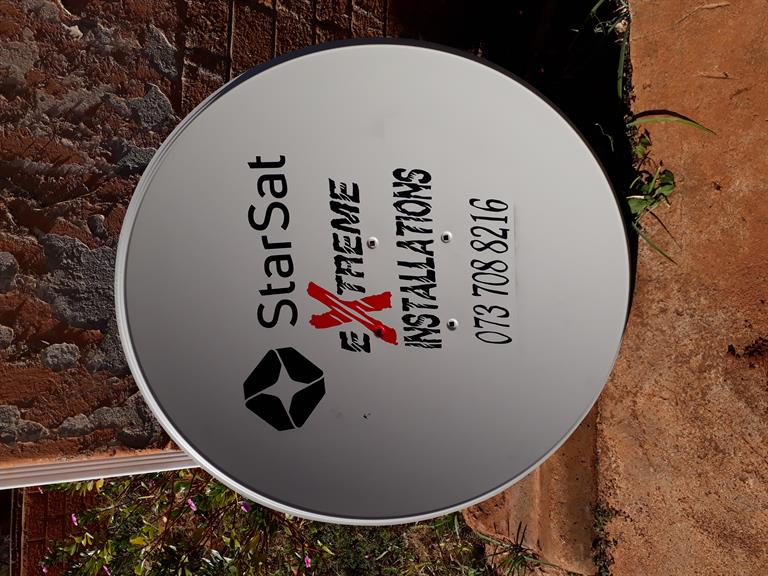 StarSat
EXTREME
INSTALLATIONS
073 708 8216